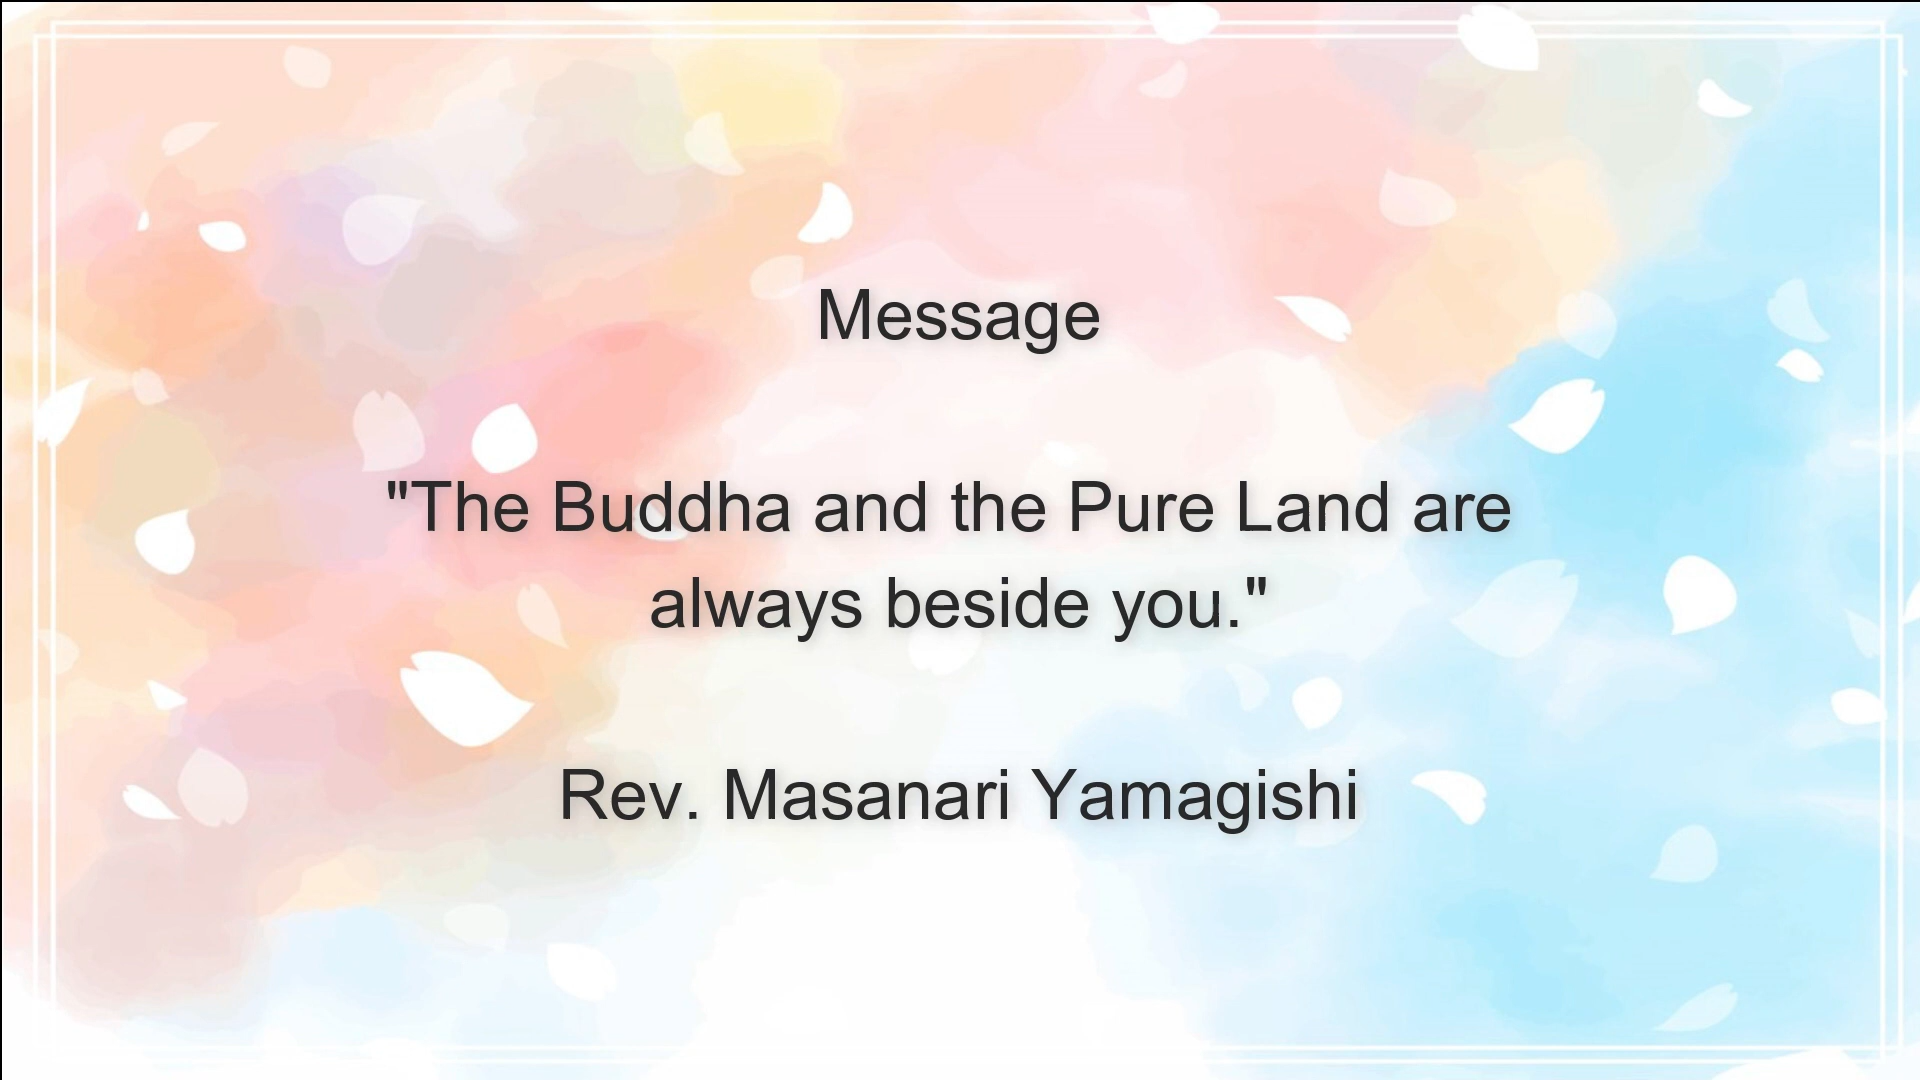 Message
"The Buddha and the Pure Land are
always beside you."
Rev. Masanari Yamagishi